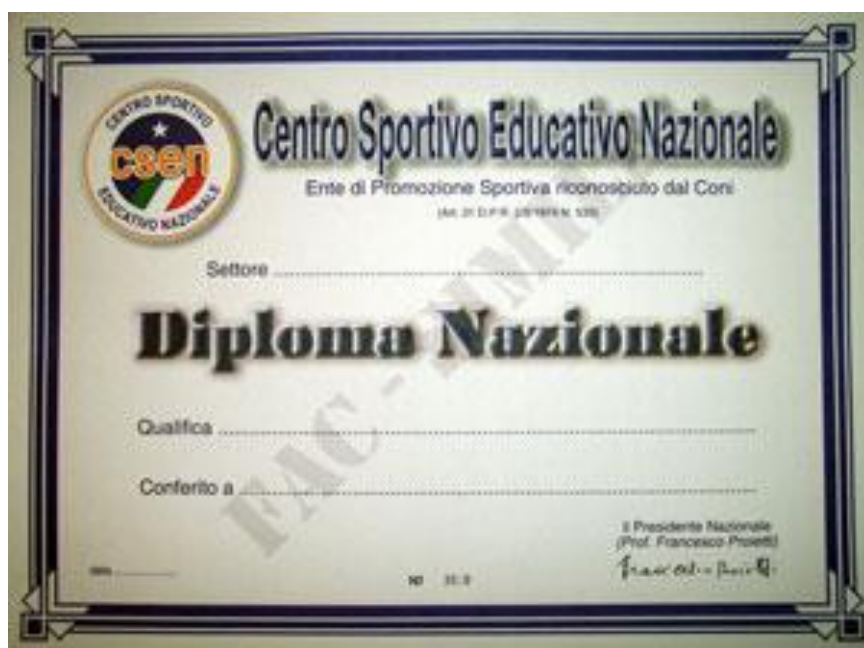 CENTRO SPORTIVO
csen
EDUCATIVO NAZIONALE
Centro Sportivo Educativo Nazionale
Ente di Promozione Sportiva riconosciuto dal Coni
Settore
Diploma Nazionale
FAC - SIMILE
Qualifica
Conferito a
Il Presidente Nazionale
(Prof. Francesco Proietti)